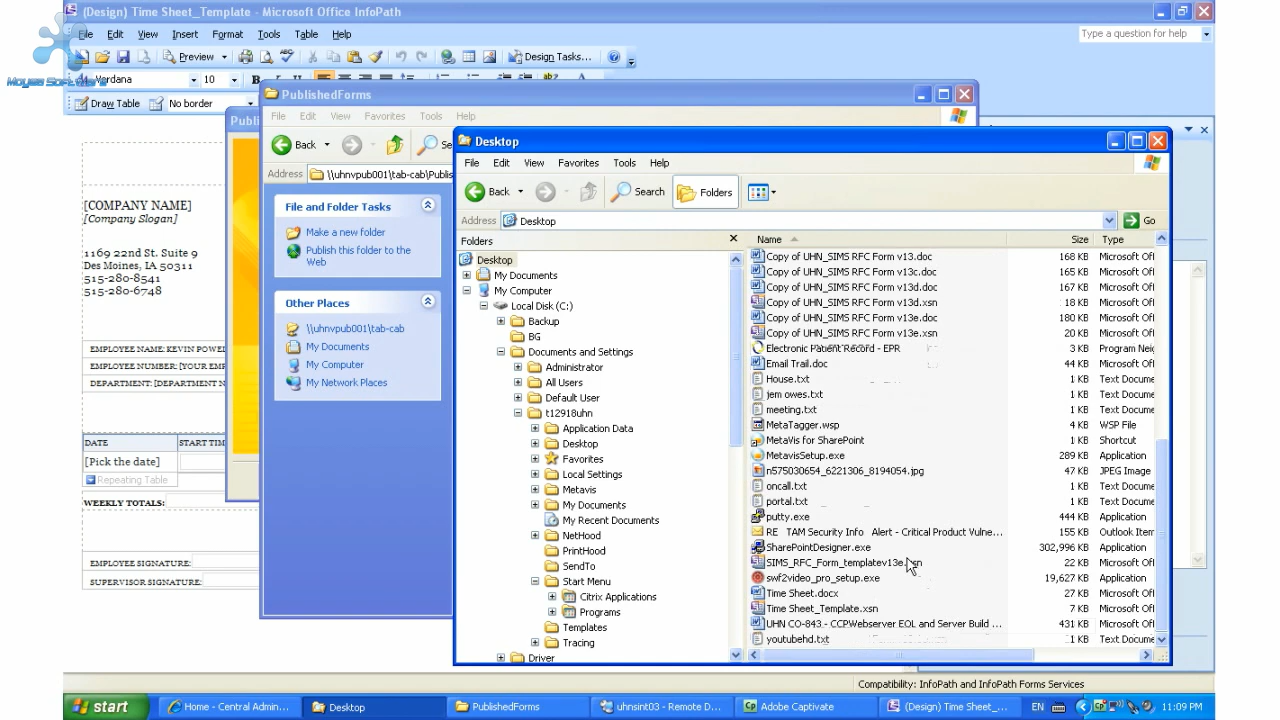 (Design) Time Sheet_Template - Microsoft Office InfoPath
File Edit View Insert Format Tools Table Help
Type a question for help
Preview
Design Tasks...
Verdana 10 B
Draw Table No border
PublishedForms
File Edit View Favorites Tools Help
Back
Address \\uhnvpub001\tab-cab\Publis
File and Folder Tasks
Make a new folder
Publish this folder to the
Web
Other Places
\\uhnvpub001\tab-cab
My Documents
My Computer
My Network Places
Publi
[COMPANY NAME]
[Company Slogan]
1169 22nd St. Suite 9
Des Moines, IA 50311
515-280-8541
515-280-6748
EMPLOYEE NAME: KEVIN POWEL
EMPLOYEE NUMBER: [YOUR EMP
DEPARTMENT: [DEPARTMENT N
DATE START TIM
[Pick the date]
Repeating Table
WEEKLY TOTALS:
EMPLOYEE SIGNATURE:
SUPERVISOR SIGNATURE:
Desktop
File Edit View Favorites Tools Help
Back Search Folders
Address Desktop Go
Folders
Desktop
My Documents
My Computer
Local Disk (C:)
Backup
BG
Documents and Settings
Administrator
All Users
Default User
t12918uhn
Application Data
Desktop
Favorites
Local Settings
Metavis
My Documents
My Recent Documents
NetHood
PrintHood
SendTo
Start Menu
Citrix Applications
Programs
Templates
Tracing
Driver
Name Size Type
Copy of UHN_SIMS RFC Form v13.doc 168 KB Microsoft Of
Copy of UHN_SIMS RFC Form v13c.doc 165 KB Microsoft Of
Copy of UHN_SIMS RFC Form v13d.doc 167 KB Microsoft Of
Copy of UHN_SIMS RFC Form v13d.xsn 18 KB Microsoft Of
Copy of UHN_SIMS RFC Form v13e.doc 180 KB Microsoft Of
Copy of UHN_SIMS RFC Form v13e.xsn 20 KB Microsoft Of
Electronic Patient Record - EPR 3 KB Program Neig
Email Trail.doc 44 KB Microsoft Of
House.txt 1 KB Text Docume
jem owes.txt 1 KB Text Docume
meeting.txt 1 KB Text Docume
MetaTagger.wsp 4 KB WSP File
MetaVis for SharePoint 1 KB Shortcut
MetavisSetup.exe 289 KB Application
n575030654_6221306_8194054.jpg 47 KB JPEG Image
oncall.txt 1 KB Text Docume
portal.txt 1 KB Text Docume
putty.exe 444 KB Application
RE TAM Security Info Alert - Critical Product Vulne... 155 KB Outlook Item
SharePointDesigner.exe 302,996 KB Application
SIMS_RFC_Form_templatev13e.xsn 22 KB Microsoft Of
swf2video_pro_setup.exe 19,627 KB Application
Time Sheet.docx 27 KB Microsoft Of
Time Sheet_Template.xsn 7 KB Microsoft Of
UHN CO-843 - CCPWebserver EOL and Server Build ... 431 KB Microsoft Of
youtubehd.txt 1 KB Text Docume
Compatibility: InfoPath and InfoPath Forms Services
start Home - Central Admin... Desktop PublishedForms uhnsint03 - Remote D... Adobe Captivate (Design) Time Sheet_... EN 11:09 PM